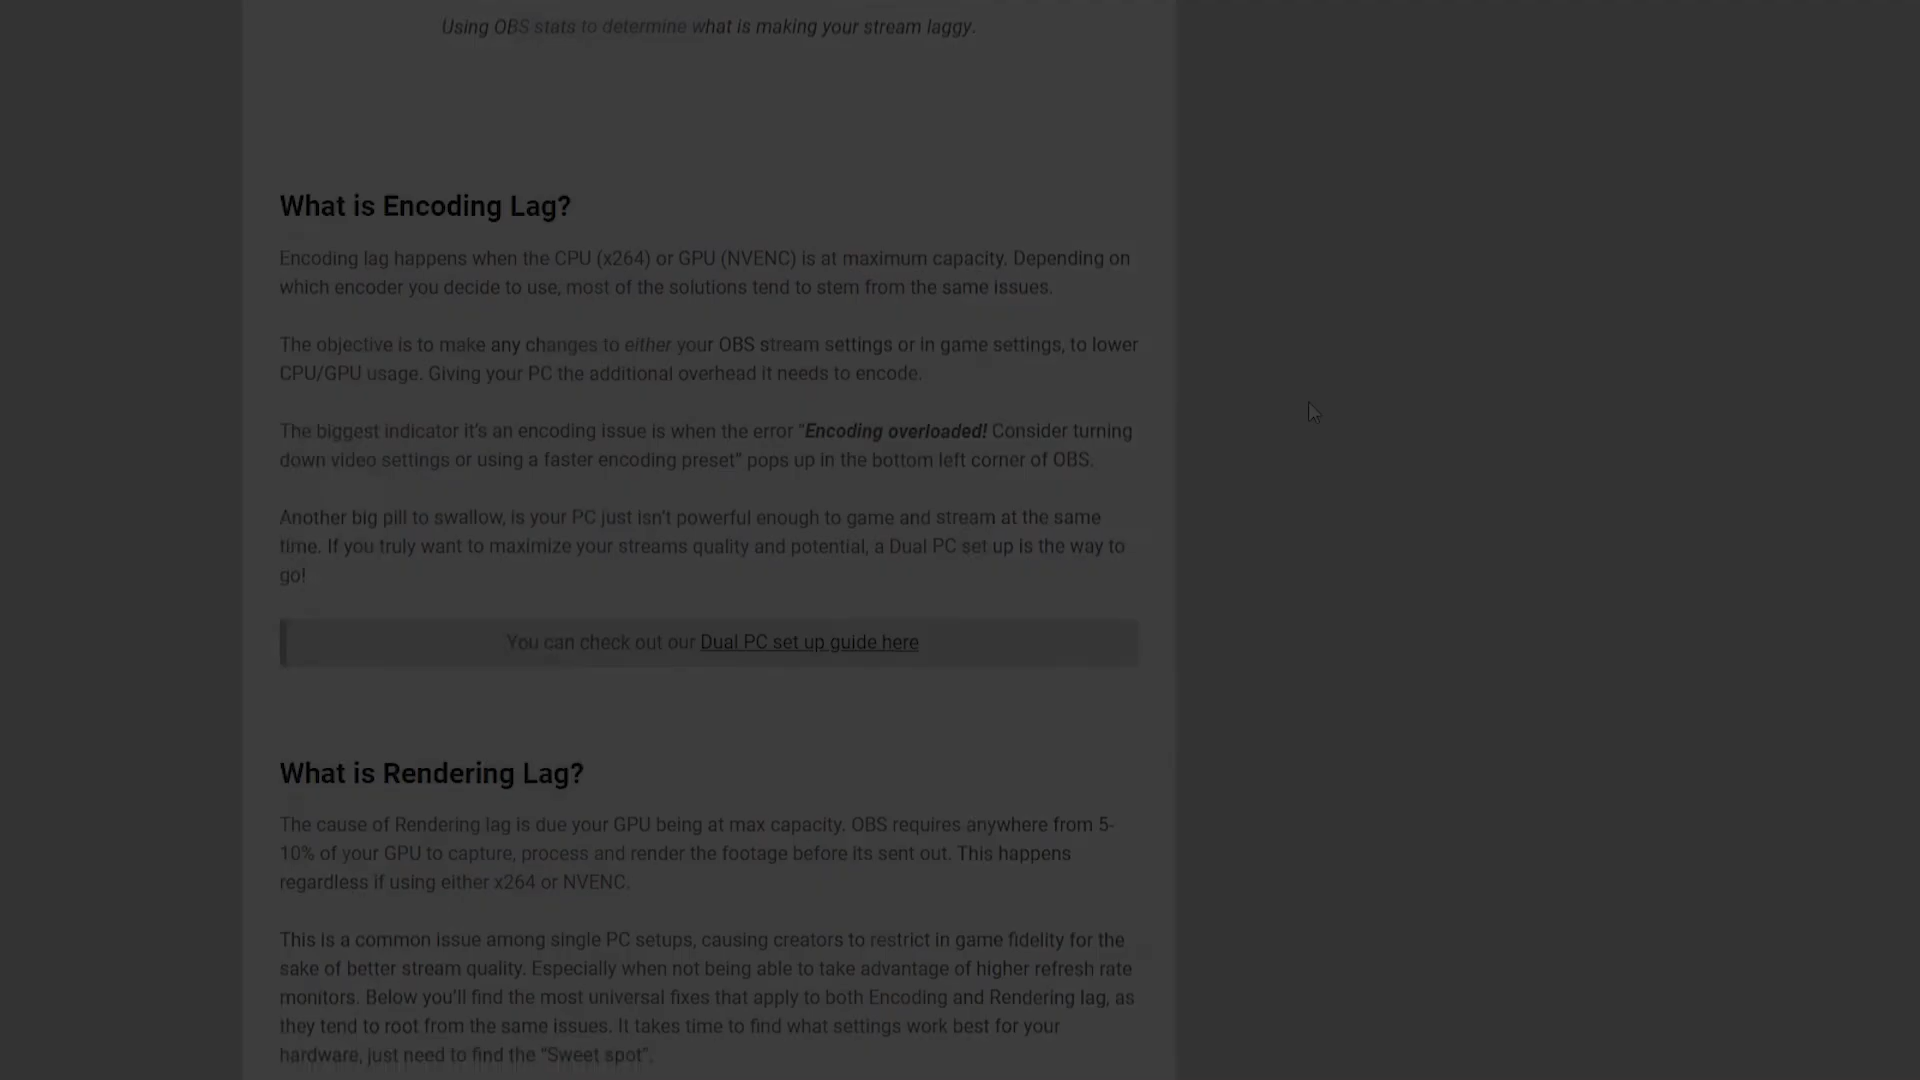 Using OBS stats to determine what is making your stream laggy.
What is Encoding Lag?
Encoding lag happens when the CPU (x264) or GPU (NVENC) is at maximum capacity. Depending on
which encoder you decide to use, most of the solutions tend to stem from the same issues.
The objective is to make any changes to either your OBS stream settings or in game settings, to lower
CPU/GPU usage. Giving your PC the additional overhead it needs to encode.
The biggest indicator it’s an encoding issue is when the error “Encoding overloaded! Consider turning
down video settings or using a faster encoding preset” pops up in the bottom left corner of OBS.
Another big pill to swallow, is your PC just isn’t powerful enough to game and stream at the same
time. If you truly want to maximize your streams quality and potential, a Dual PC set up is the way to
go!
You can check out our Dual PC set up guide here
What is Rendering Lag?
The cause of Rendering lag is due your GPU being at max capacity. OBS requires anywhere from 5-
10% of your GPU to capture, process and render the footage before its sent out. This happens
regardless if using either x264 or NVENC.
This is a common issue among single PC setups, causing creators to restrict in game fidelity for the
sake of better stream quality. Especially when not being able to take advantage of higher refresh rate
monitors. Below you’ll find the most universal fixes that apply to both Encoding and Rendering lag, as
they tend to root from the same issues. It takes time to find what settings work best for your
hardware, just need to find the “Sweet spot”.